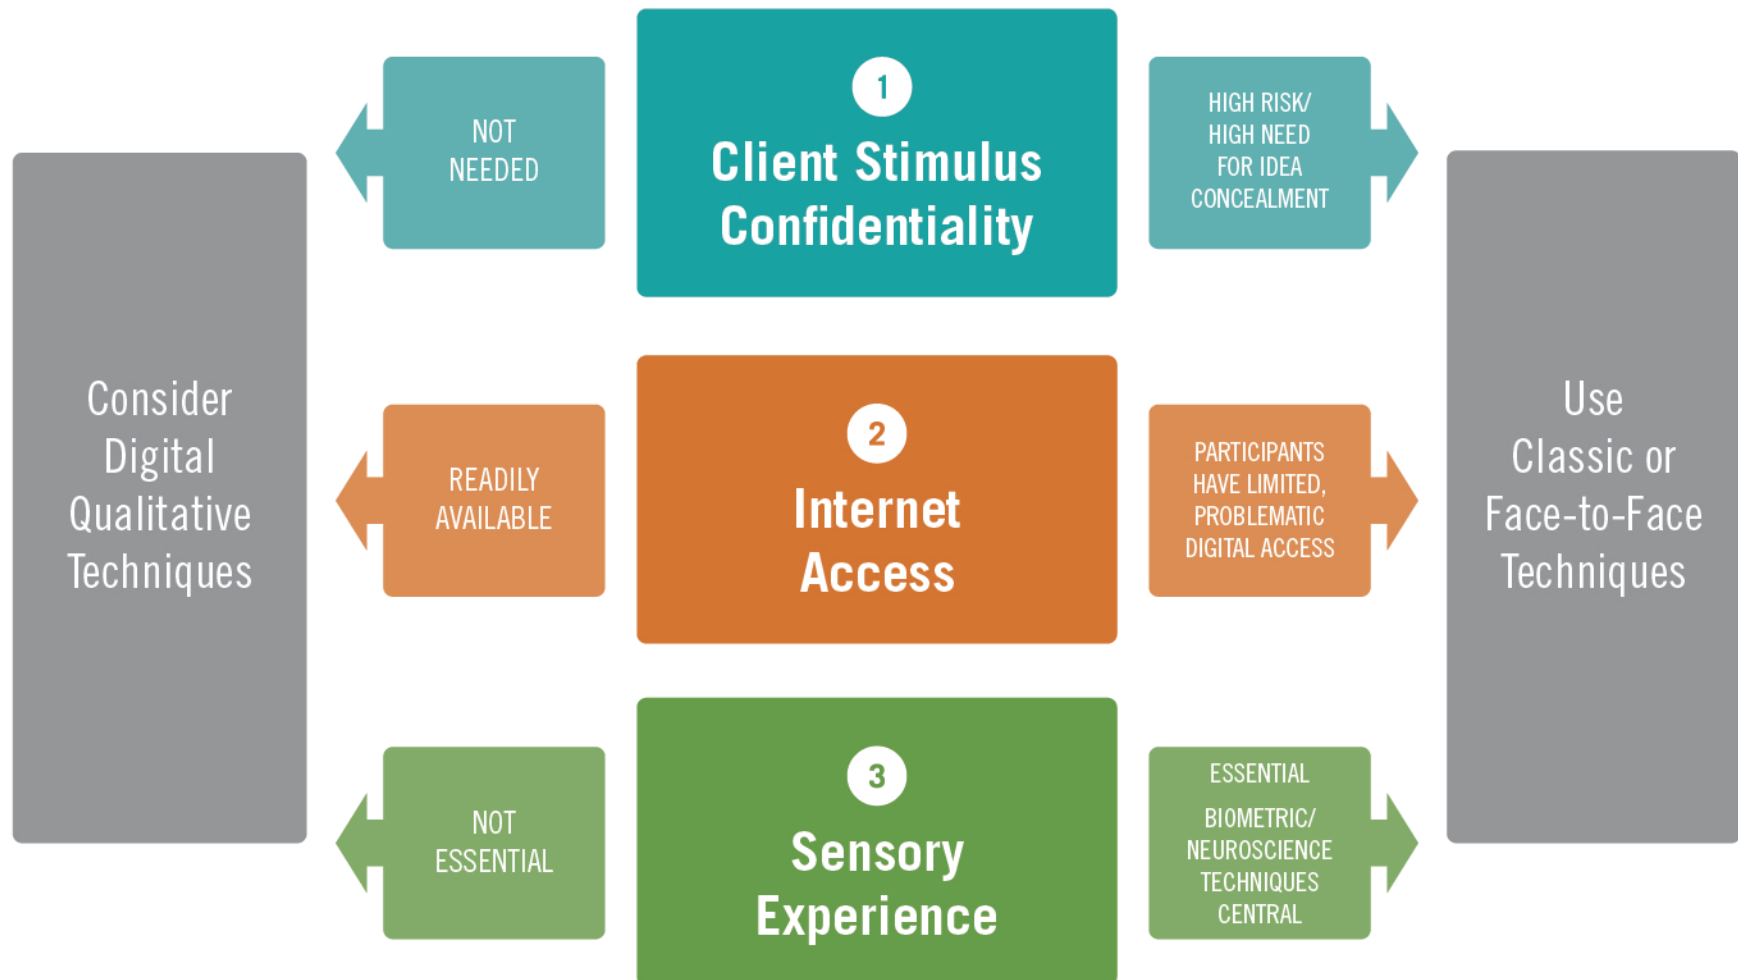 Consider
Digital
Qualitative
Techniques
NOT
NEEDED
1
Client Stimulus
Confidentiality
HIGH RISK/
HIGH NEED
FOR IDEA
CONCEALMENT
READILY
AVAILABLE
2
Internet
Access
PARTICIPANTS
HAVE LIMITED,
PROBLEMATIC
DIGITAL ACCESS
NOT
ESSENTIAL
3
Sensory
Experience
ESSENTIAL
BIOMETRIC/
NEUROSCIENCE
TECHNIQUES
CENTRAL
Use
Classic or
Face-to-Face
Techniques